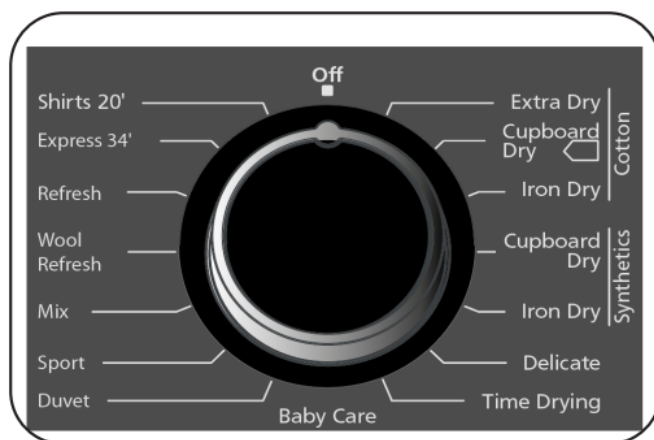 Off
Shirts 20'
Express 34'
Refresh
Wool
Refresh
Mix
Sport
Duvet
Baby Care
Extra Dry
Cupboard
Dry
Iron Dry
Cotton
Cupboard
Dry
Iron Dry
Synthetics
Delicate
Time Drying